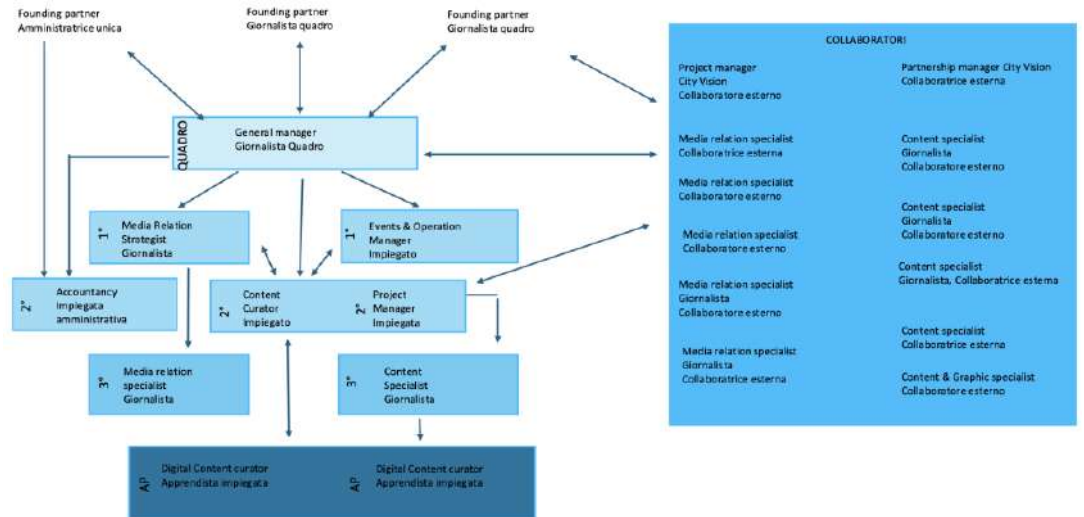 Founding partner
Amministratrice unica
Founding partner
Giornalista quadro
Founding partner
Giornalista quadro
QUADRO
General manager
Giornalista Quadro
1°
Media Relation
Strategist
Giornalista
1°
Events & Operation
Manager
Impiegato
2°
Accountancy
Impiegata
amministrativa
2°
Content
Curator
Impiegato
2°
Project
Manager
Impiegata
3°
Media relation
specialist
Giornalista
3°
Content
Specialist
Giornalista
AP
Digital Content curator
Apprendista impiegata
AP
Digital Content curator
Apprendista impiegata
COLLABORATORI
Project manager
City Vision
Collaboratore esterno
Media relation specialist
Collaboratrice esterna
Media relation specialist
Collaboratore esterno
Media relation specialist
Collaboratore esterno
Media relation specialist
Giornalista
Collaboratore esterno
Media relation specialist
Giornalista
Collaboratrice esterna
Partnership manager City Vision
Collaboratrice esterna
Content specialist
Giornalista
Collaboratore esterno
Content specialist
Giornalista
Collaboratore esterno
Content specialist
Giornalista, Collaboratrice esterna
Content specialist
Collaboratrice esterna
Content & Graphic specialist
Collaboratore esterno